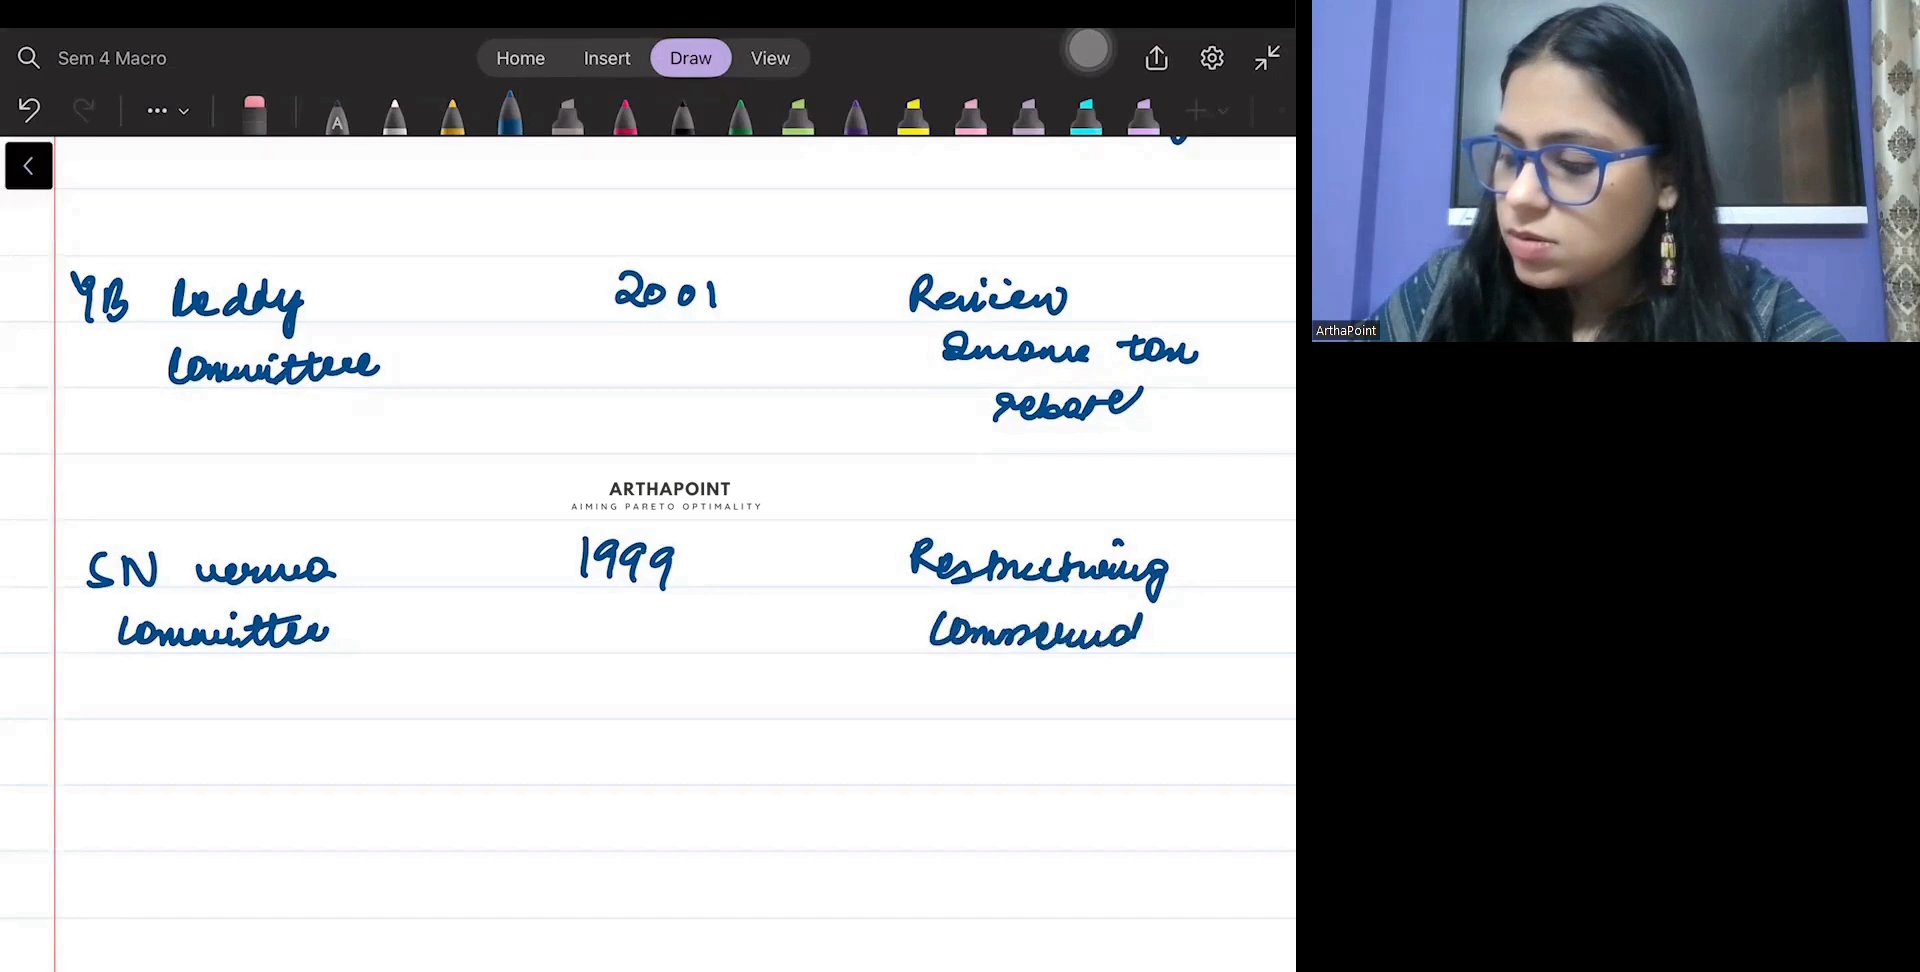 Sem 4 Macro
Home Insert Draw View
A
YB Reddy 2001 Review
Committee Income tax
rebate
ARTHAPOINT
AIMING PARETO OPTIMALITY
SN Verma 1999 Restructuring
Committee Commercial
ArthaPoint